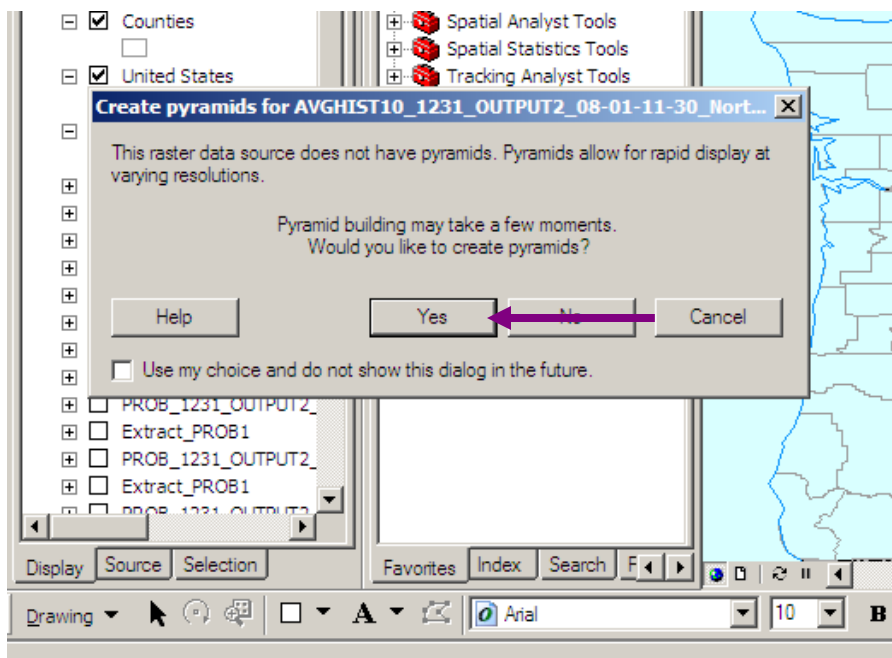 Counties
United States
Spatial Analyst Tools
Spatial Statistics Tools
Tracking Analyst Tools
Create pyramids for AVGHIST10_1231_OUTPUT2_08-01-11-30_Nort...
This raster data source does not have pyramids. Pyramids allow for rapid display at
varying resolutions.
Pyramid building may take a few moments.
Would you like to create pyramids?
Help
Yes
No
Cancel
Use my choice and do not show this dialog in the future.
PROB_1231_OUTPUT2_
Extract_PROB1
PROB_1231_OUTPUT2_
Extract_PROB1
PROB_1231_OUTPUT2_
Display Source Selection
Favorites Index Search F
Drawing A Arial 10 B